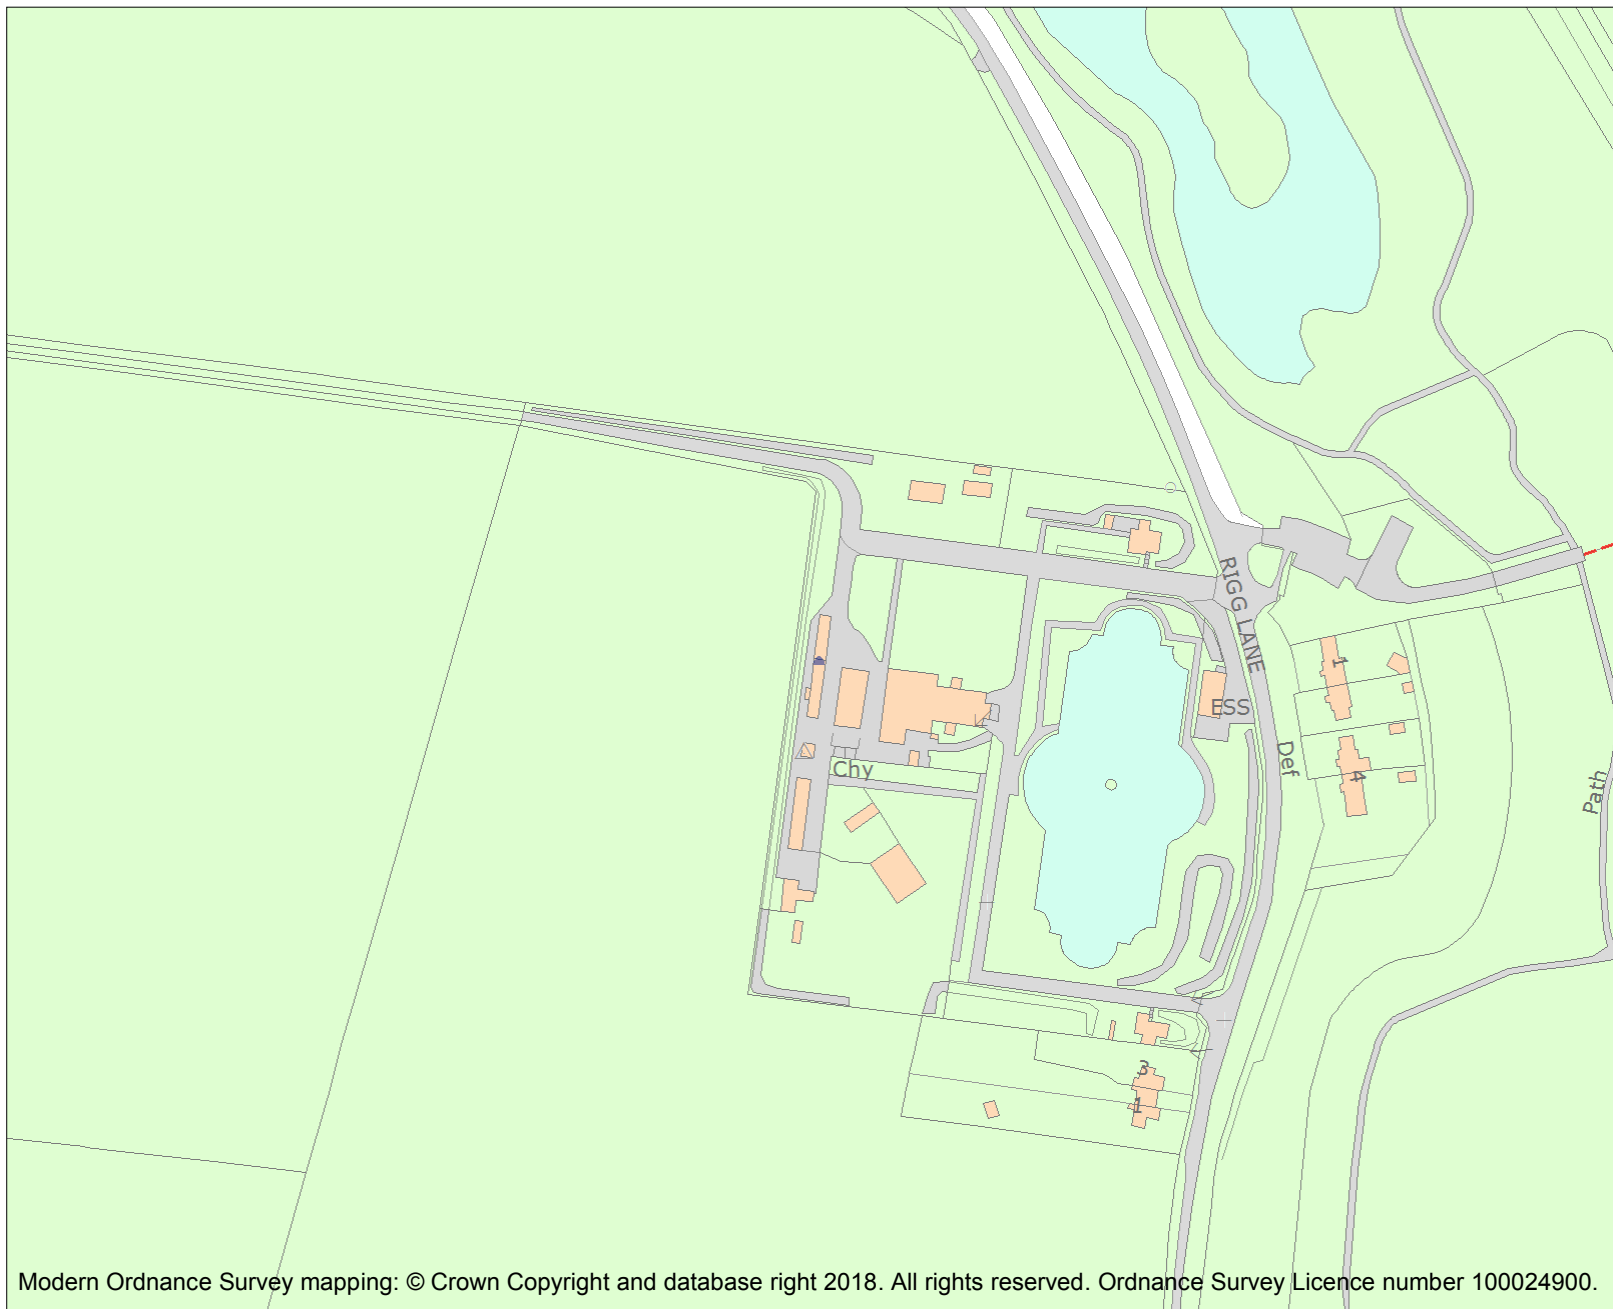 RIGG LANE
1
ESS
Def
4
Chy
Path
3
1
Modern Ordnance Survey mapping: © Crown Copyright and database right 2018. All rights reserved. Ordnance Survey Licence number 100024900.